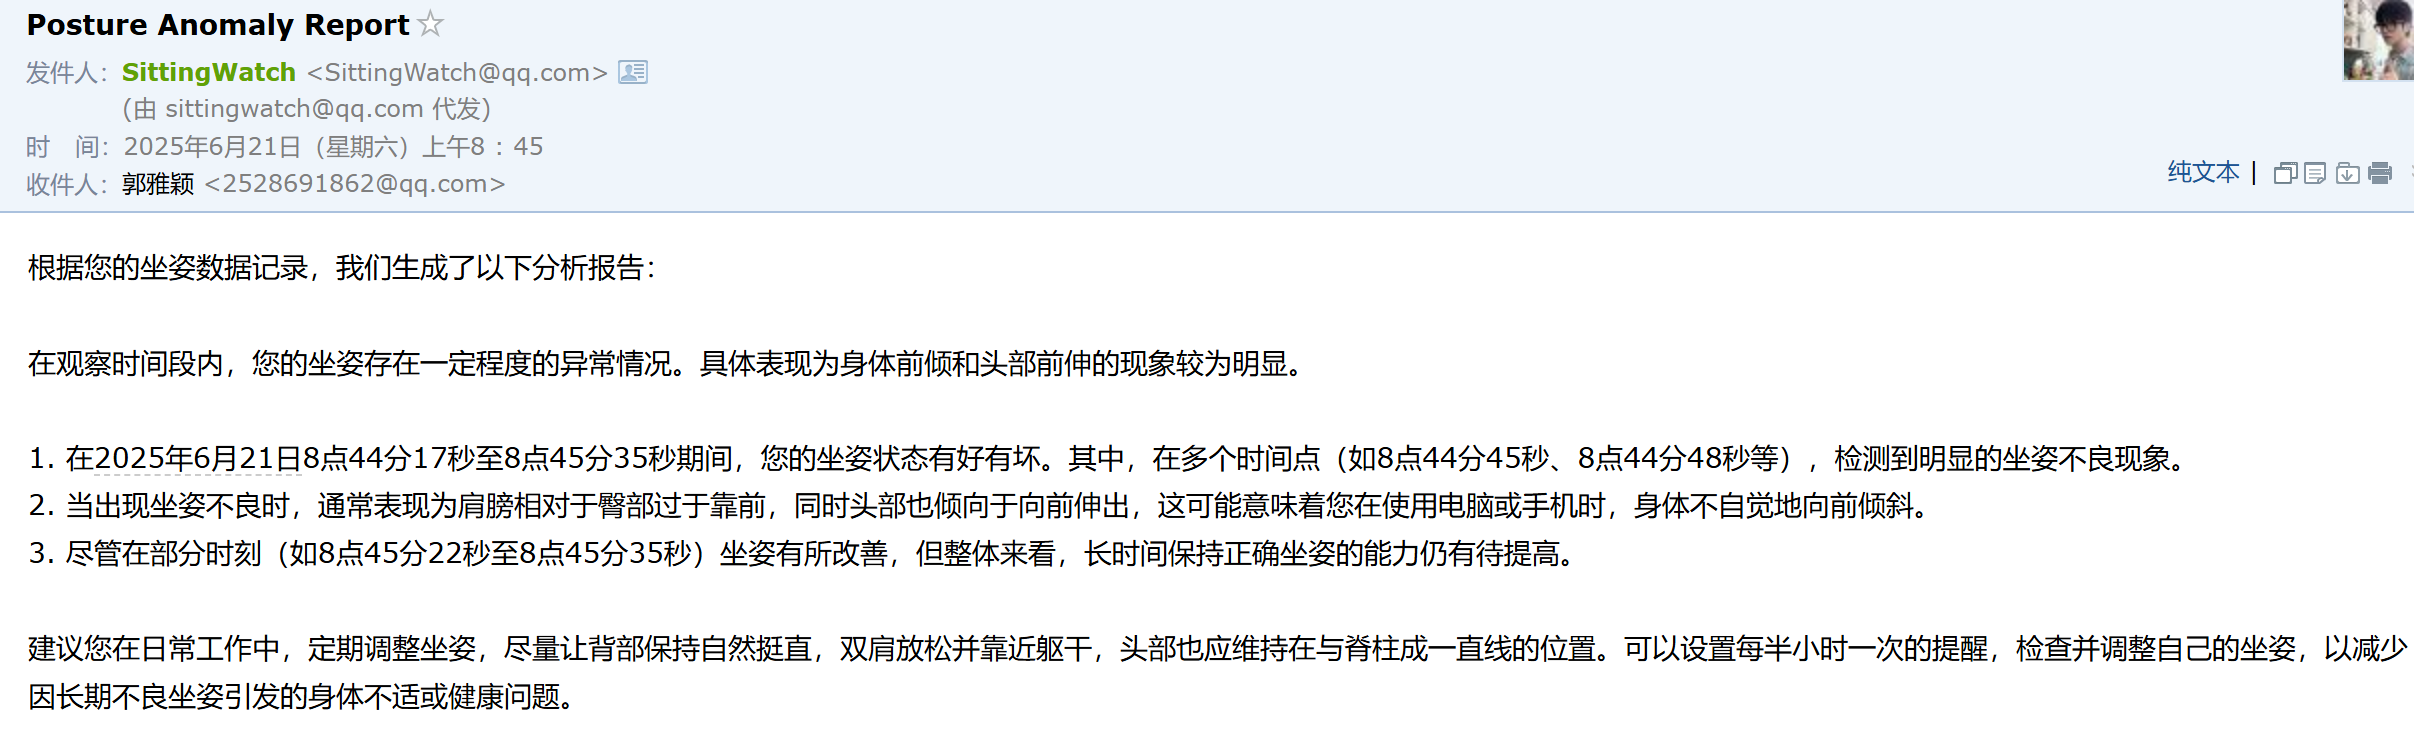 Posture Anomaly Report
发件人：SittingWatch <SittingWatch@qq.com>
(由 sittingwatch@qq.com 代发)
时　间：2025年6月21日（星期六）上午8：45
收件人：郭雅颖 <2528691862@qq.com>
纯文本 |
根据您的坐姿数据记录，我们生成了以下分析报告：
在观察时间段内，您的坐姿存在一定程度的异常情况。具体表现为身体前倾和头部前伸的现象较为明显。
1. 在2025年6月21日8点44分17秒至8点45分35秒期间，您的坐姿状态有好有坏。其中，在多个时间点（如8点44分45秒、8点44分48秒等），检测到明显的坐姿不良现象。
2. 当出现坐姿不良时，通常表现为肩膀相对于臀部过于靠前，同时头部也倾向于向前伸出，这可能意味着您在使用电脑或手机时，身体不自觉地向前倾斜。
3. 尽管在部分时刻（如8点45分22秒至8点45分35秒）坐姿有所改善，但整体来看，长时间保持正确坐姿的能力仍有待提高。
建议您在日常工作中，定期调整坐姿，尽量让背部保持自然挺直，双肩放松并靠近躯干，头部也应维持在与脊柱成一直线的位置。可以设置每半小时一次的提醒，检查并调整自己的坐姿，以减少
因长期不良坐姿引发的身体不适或健康问题。